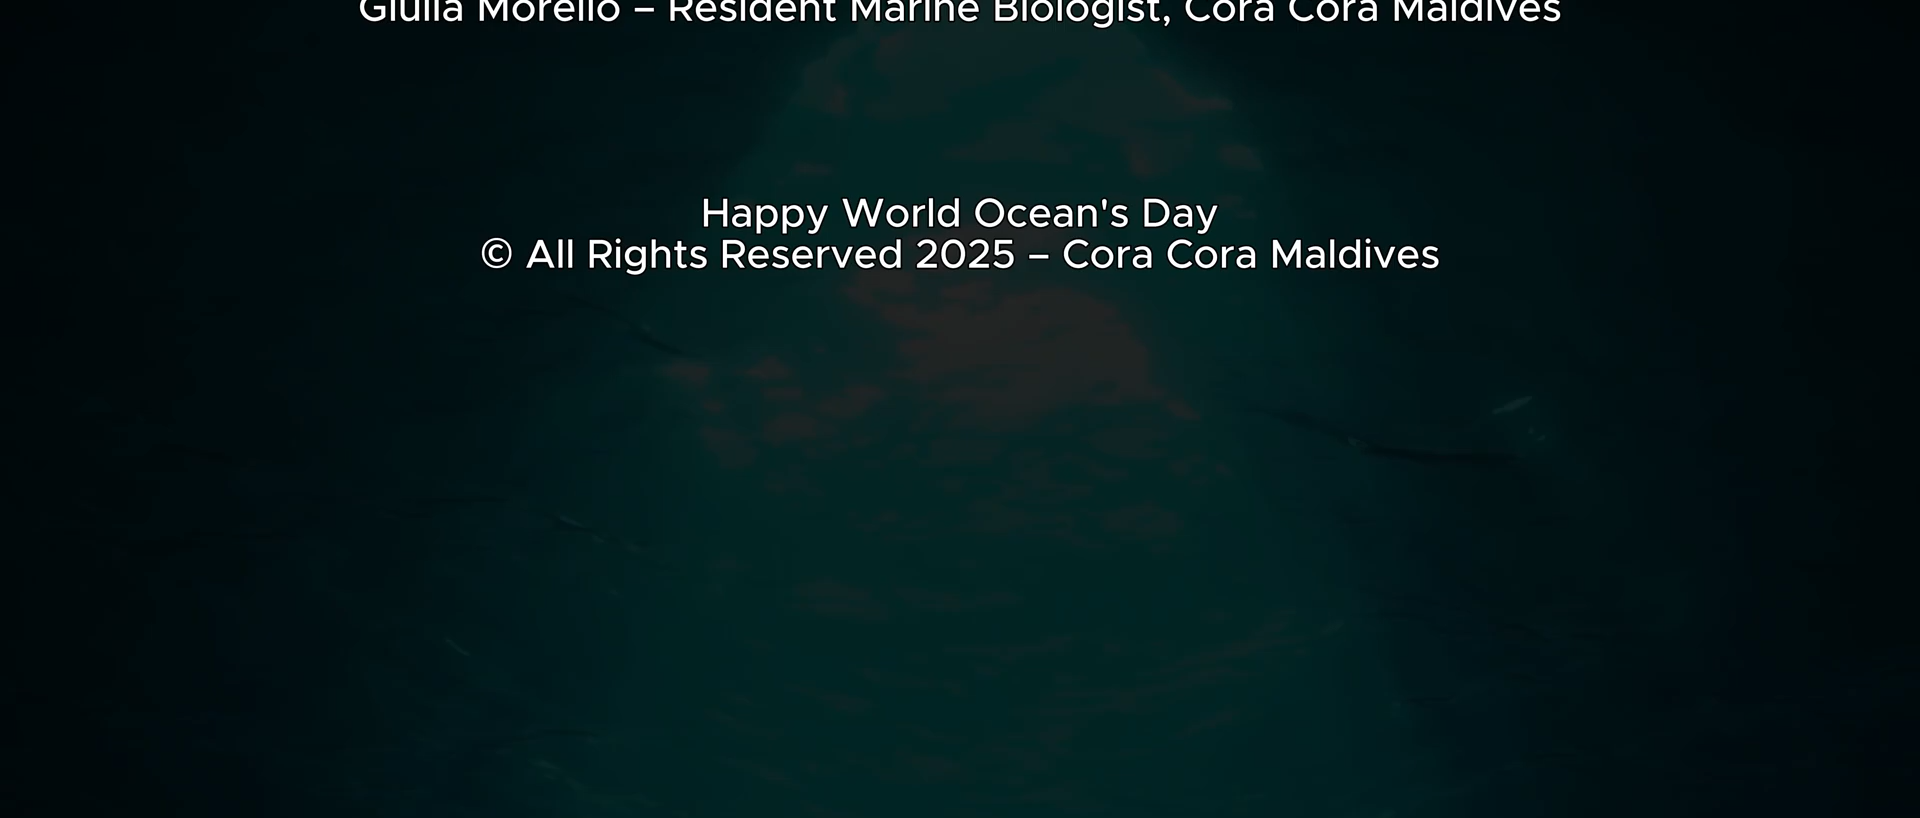 Giulia Morello – Resident Marine Biologist, Cora Cora Maldives
Happy World Ocean's Day
© All Rights Reserved 2025 – Cora Cora Maldives